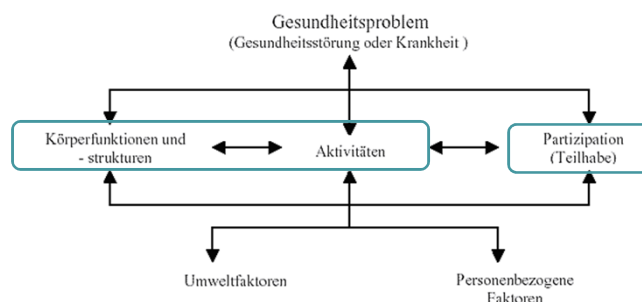 Gesundheitsproblem
(Gesundheitsstörung oder Krankheit )
Körperfunktionen und
- strukturen
Aktivitäten
Partizipation
(Teilhabe)
Umweltfaktoren
Personenbezogene
Faktoren